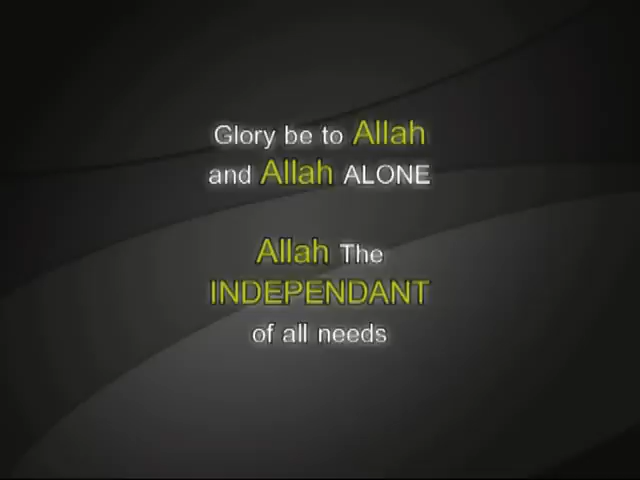 Glory be to Allah
and Allah ALONE
Allah The
INDEPENDANT
of all needs